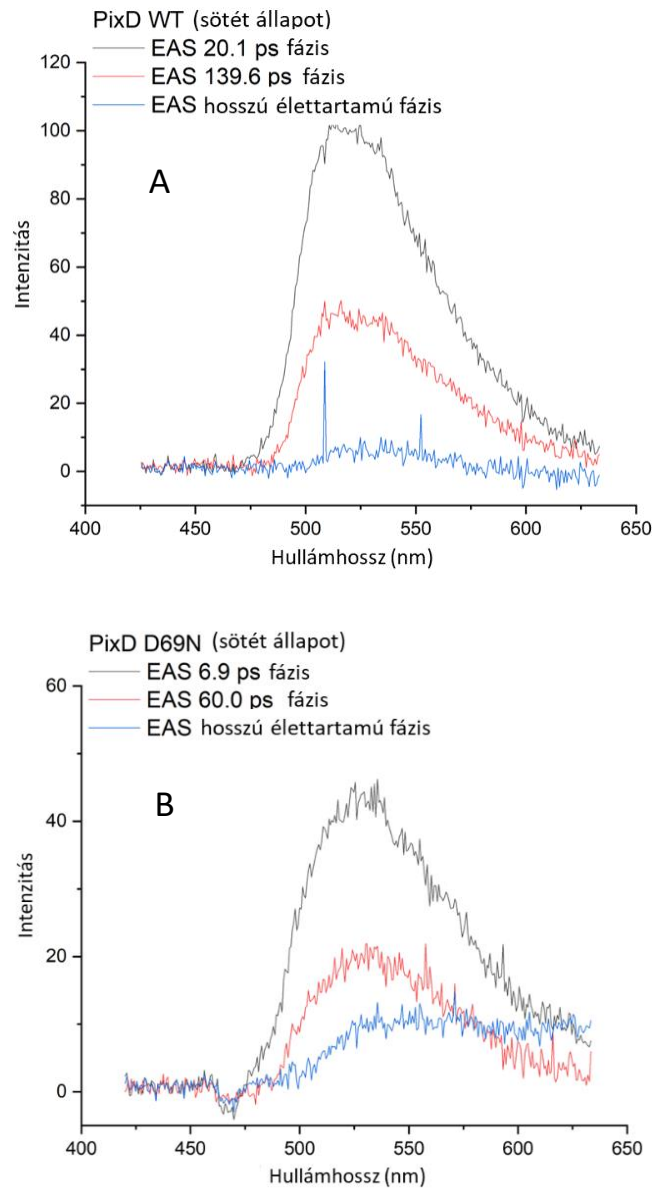 PixD WT (sötét állapot)
EAS 20.1 ps fázis
EAS 139.6 ps fázis
EAS hosszú élettartamú fázis
120
100
80
60
40
20
0
A
Intenzitás
400 450 500 550 600 650
Hullámhossz (nm)
PixD D69N (sötét állapot)
EAS 6.9 ps fázis
EAS 60.0 ps fázis
EAS hosszú élettartamú fázis
60
40
20
0
B
Intenzitás
400 450 500 550 600 650
Hullámhossz (nm)